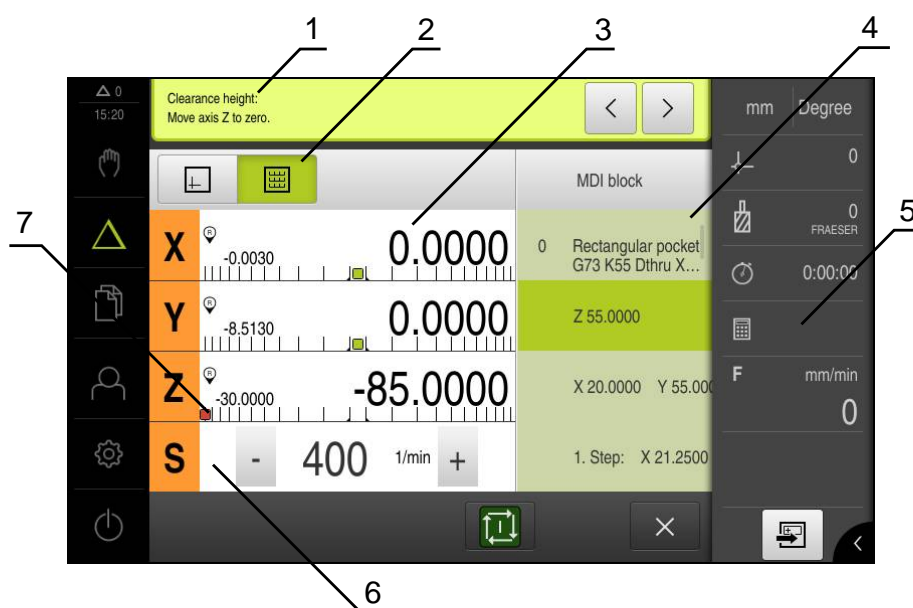 1 2 3 4
0
15:20
Clearance height:
Move axis Z to zero.
< >
mm Degree
0
MDI block
0
FRAESER
0:00:00
X R -0.0030 0.0000
0 Rectangular pocket
G73 K55 Dthru X...
Y R -8.5130 0.0000
Z 55.0000
Z R -30.0000 -85.0000
X 20.0000 Y 55.000
F mm/min
0
S - 400 1/min +
1. Step: X 21.2500
7
5
6